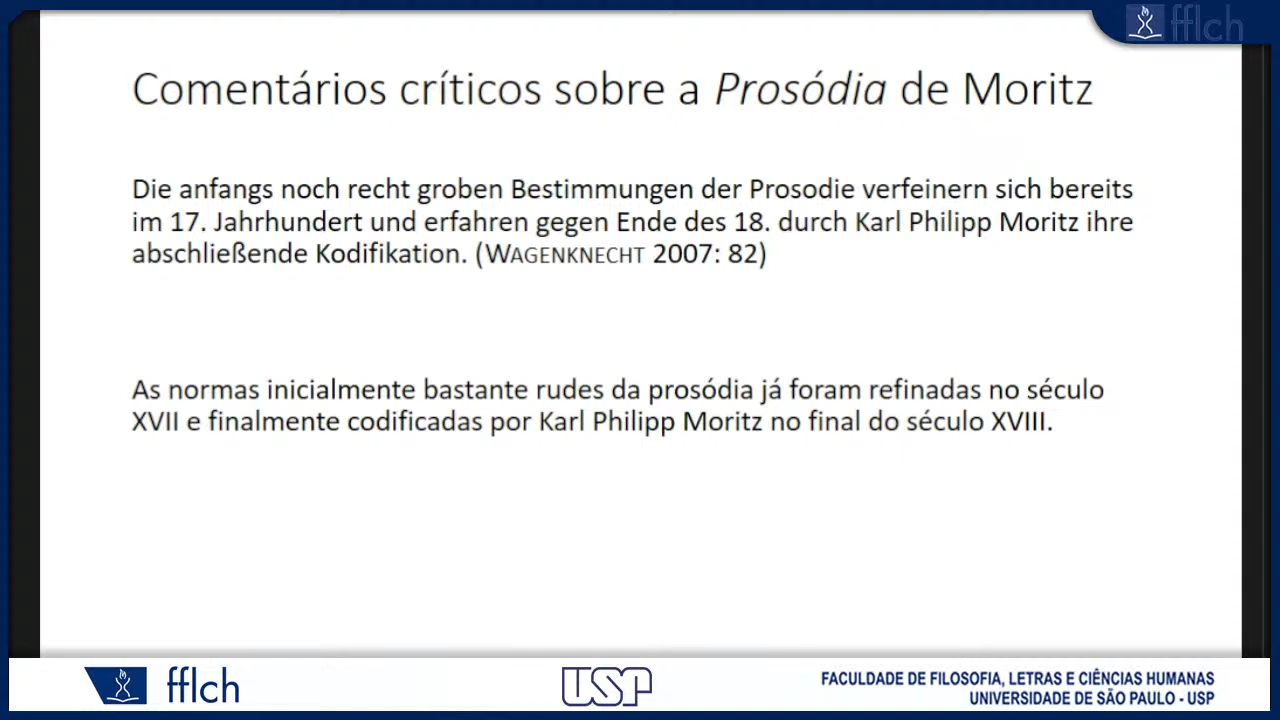 fflch
Comentários críticos sobre a Prosódia de Moritz
Die anfangs noch recht groben Bestimmungen der Prosodie verfeinern sich bereits
im 17. Jahrhundert und erfahren gegen Ende des 18. durch Karl Philipp Moritz ihre
abschließende Kodifikation. (WAGENKNECHT 2007: 82)
As normas inicialmente bastante rudes da prosódia já foram refinadas no século
XVII e finalmente codificadas por Karl Philipp Moritz no final do século XVIII.
fflch
USP
FACULDADE DE FILOSOFIA, LETRAS E CIÊNCIAS HUMANAS
UNIVERSIDADE DE SÃO PAULO - USP